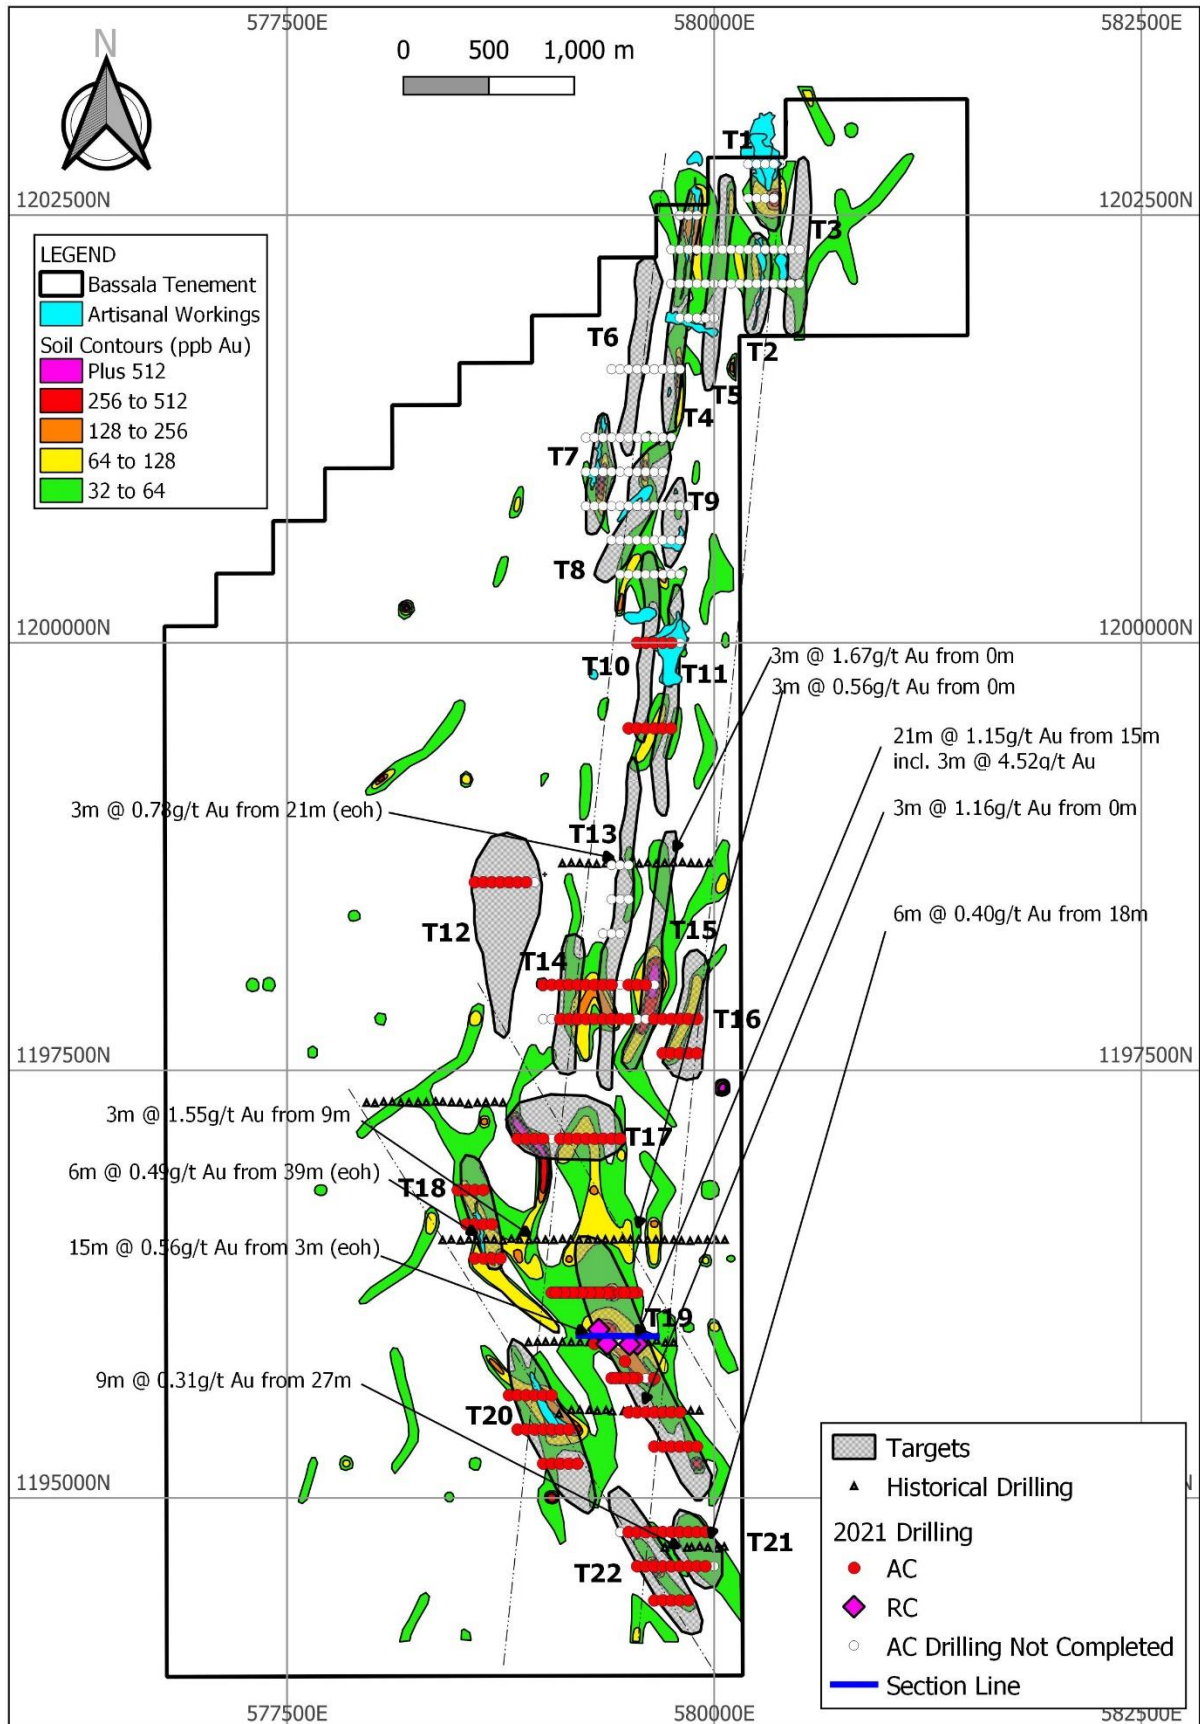 577500E
580000E
582500E
N
0 500 1,000 m
T1
1202500N
1202500N
T3
LEGEND
Bassala Tenement
Artisanal Workings
Soil Contours (ppb Au)
Plus 512
256 to 512
128 to 256
64 to 128
32 to 64
T6
T2
T5
T4
T7
T9
T8
1200000N
1200000N
T10
T11
3m @ 1.67g/t Au from 0m
3m @ 0.56g/t Au from 0m
21m @ 1.15g/t Au from 15m
incl. 3m @ 4.52g/t Au
3m @ 0.78g/t Au from 21m (eoh)
3m @ 1.16g/t Au from 0m
T13
6m @ 0.40g/t Au from 18m
T12
T15
T14
T16
1197500N
1197500N
3m @ 1.55g/t Au from 9m
T17
6m @ 0.49g/t Au from 39m (eoh)
T18
15m @ 0.56g/t Au from 3m (eoh)
T19
9m @ 0.31g/t Au from 27m
T20
1195000N
N
T21
T22
Targets
Historical Drilling
2021 Drilling
AC
RC
AC Drilling Not Completed
Section Line
577500E
580000E
582500E